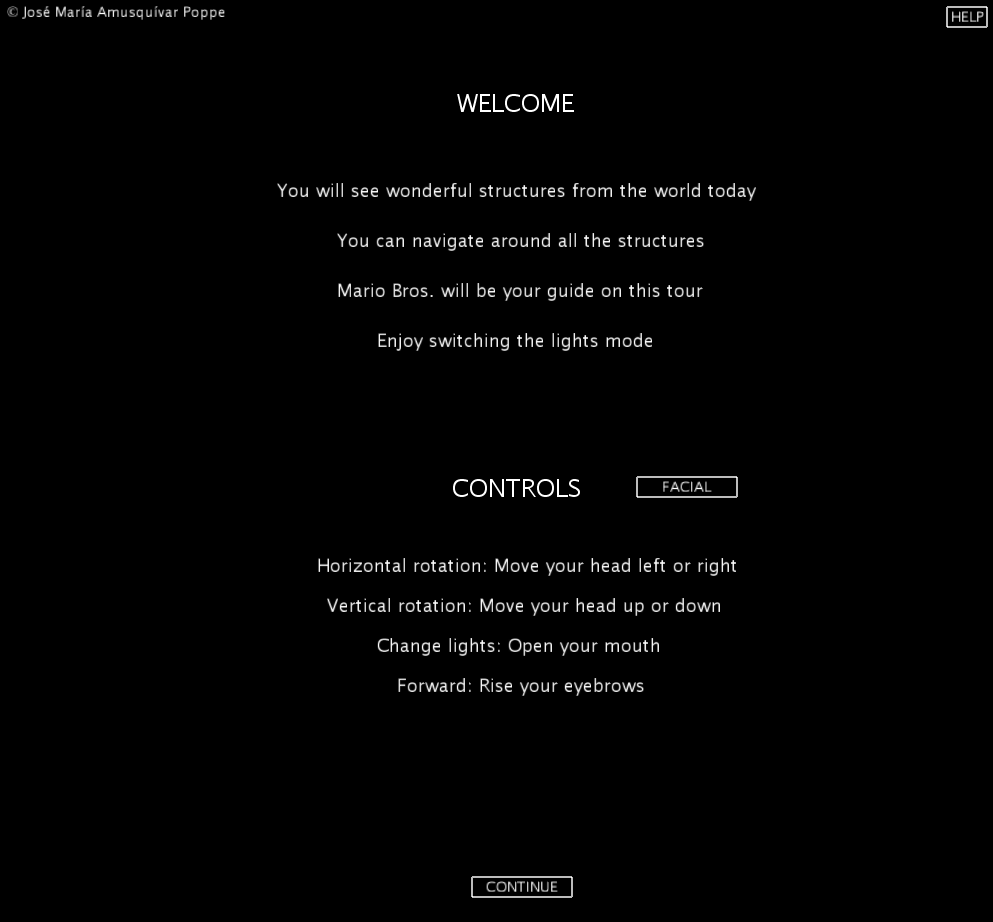 © José María Amusquívar Poppe
HELP
WELCOME
You will see wonderful structures from the world today
You can navigate around all the structures
Mario Bros. will be your guide on this tour
Enjoy switching the lights mode
CONTROLS
FACIAL
Horizontal rotation: Move your head left or right
Vertical rotation: Move your head up or down
Change lights: Open your mouth
Forward: Rise your eyebrows
CONTINUE